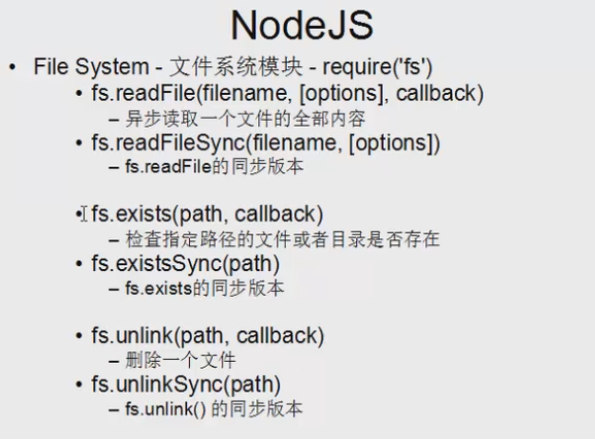 NodeJS
• File System - 文件系统模块 - require('fs')
• fs.readFile(filename, [options], callback)
– 异步读取一个文件的全部内容
• fs.readFileSync(filename, [options])
– fs.readFile的同步版本
• fs.exists(path, callback)
– 检查指定路径的文件或者目录是否存在
• fs.existsSync(path)
– fs.exists的同步版本
• fs.unlink(path, callback)
– 删除一个文件
• fs.unlinkSync(path)
– fs.unlink() 的同步版本